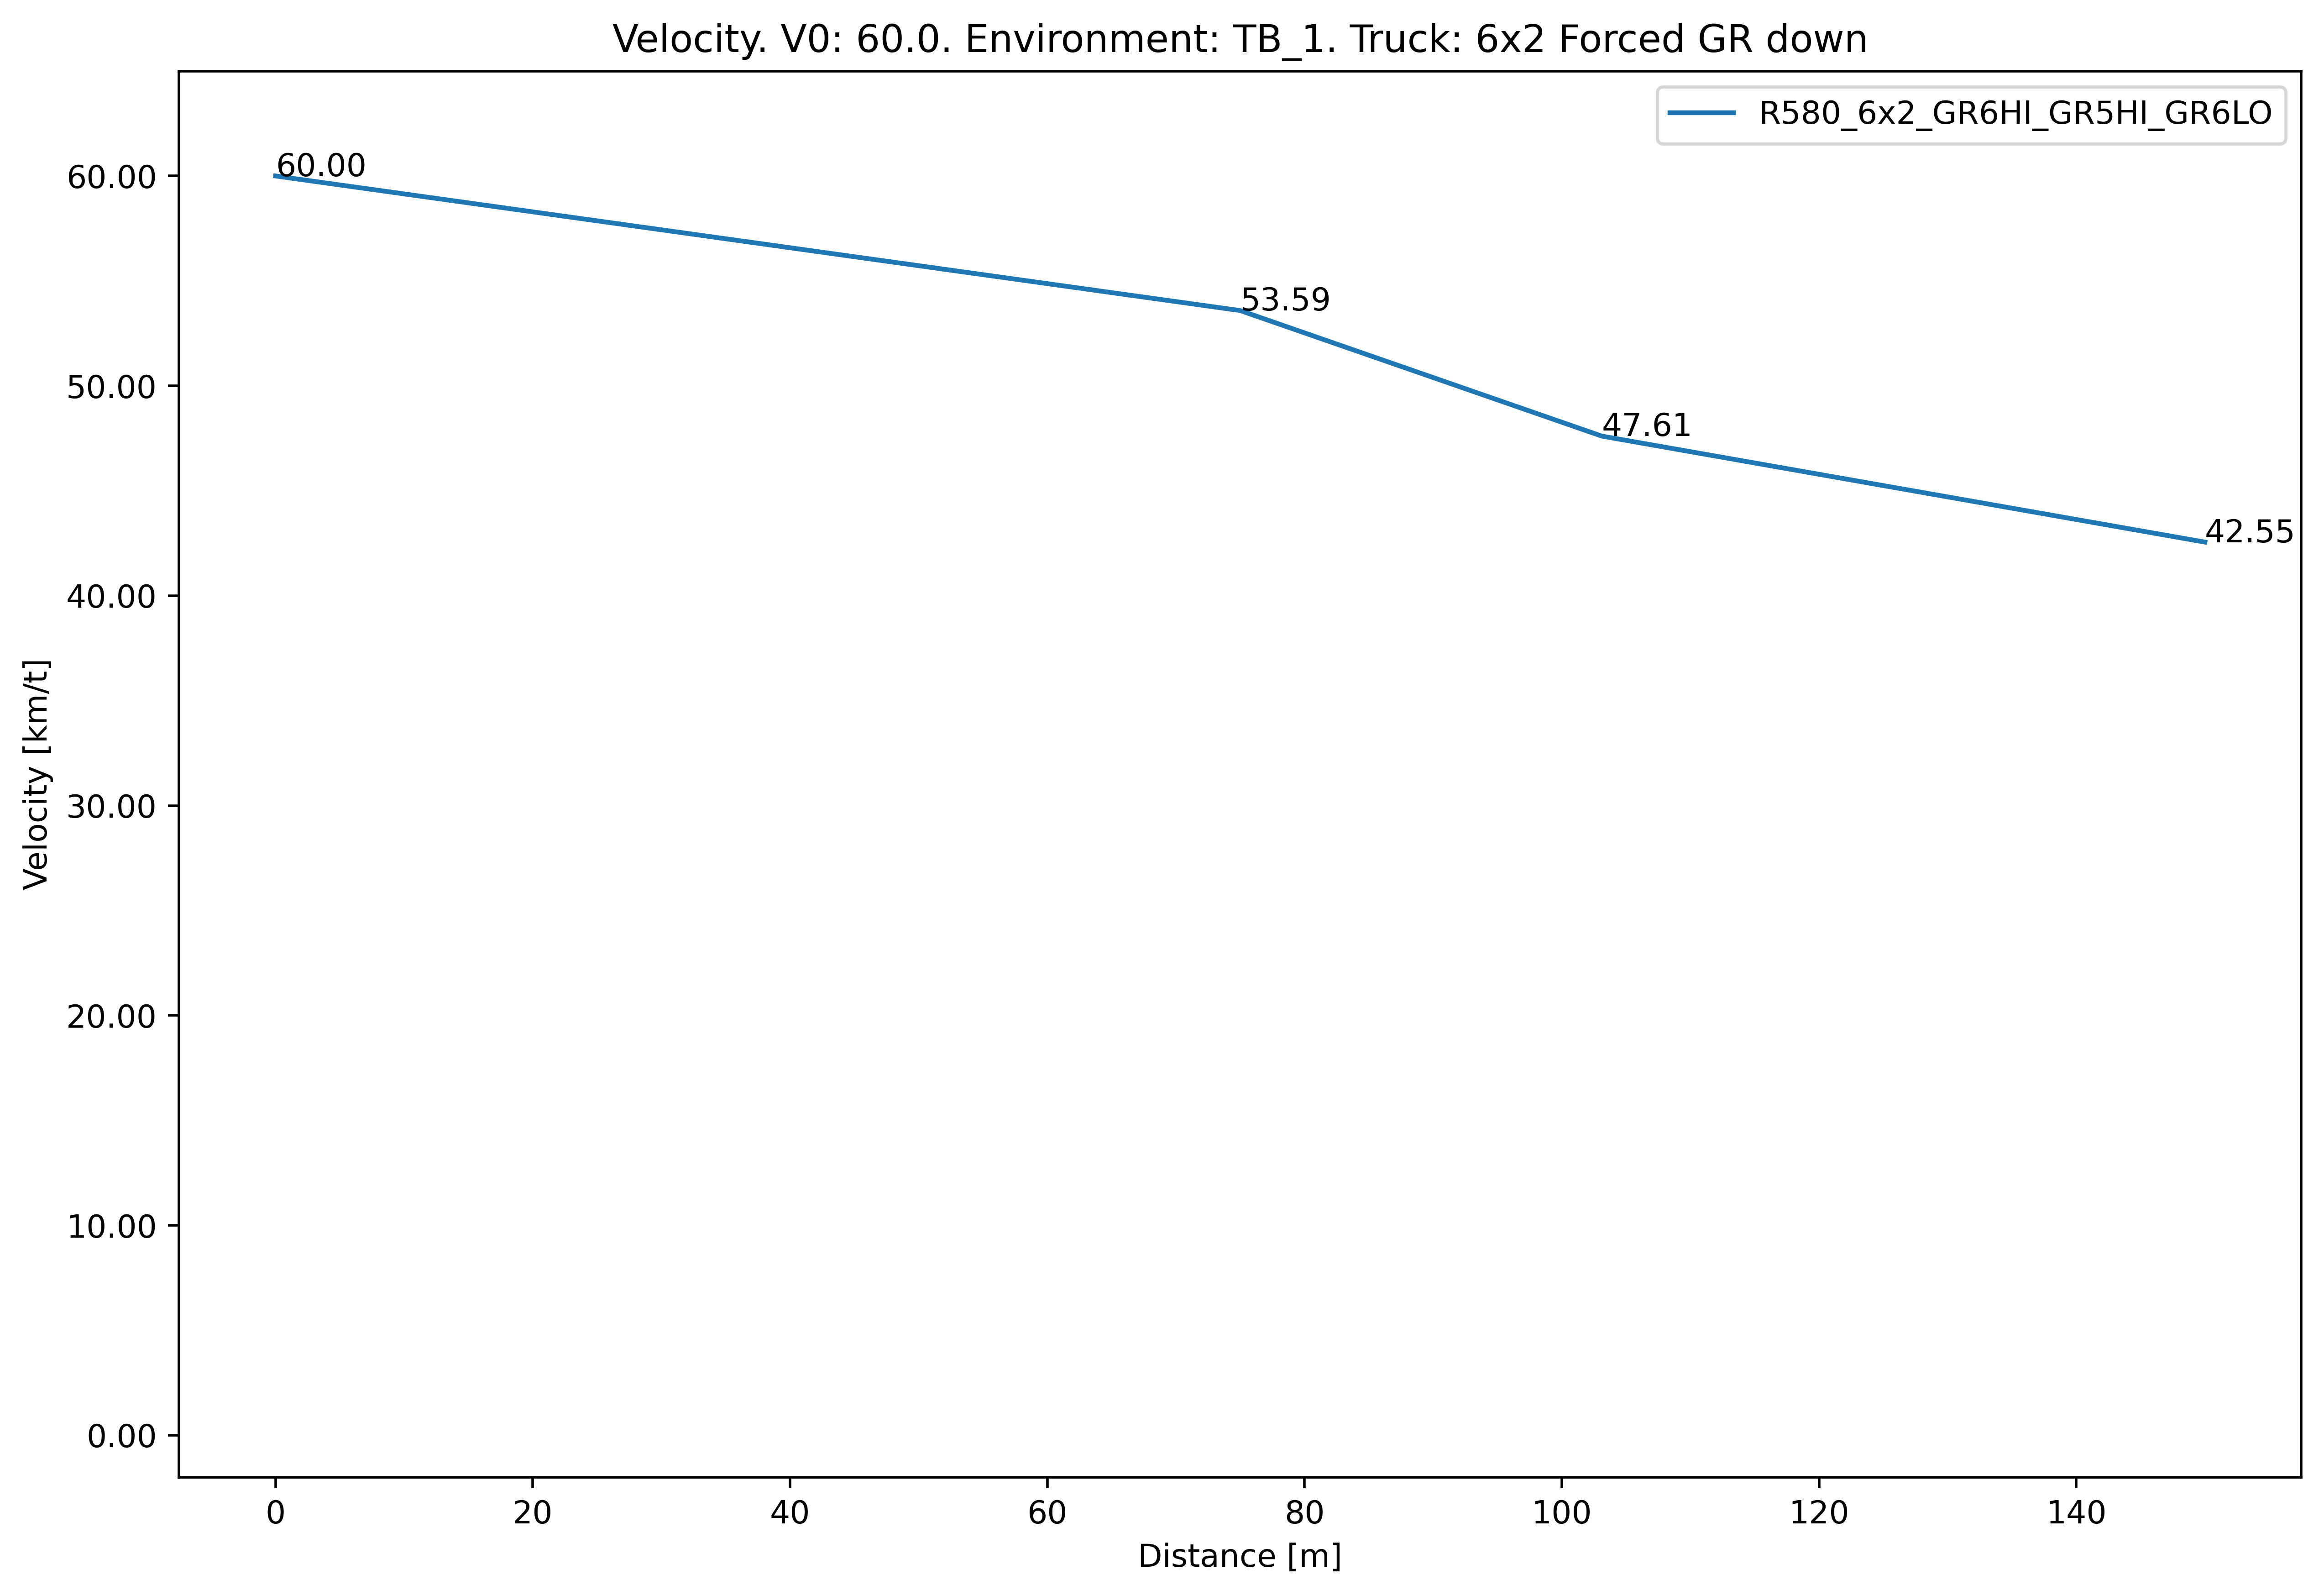 Velocity. V0: 60.0. Environment: TB_1. Truck: 6x2 Forced GR down
R580_6x2_GR6HI_GR5HI_GR6LO
60.00
53.59
47.61
42.55
60.00
50.00
40.00
30.00
20.00
10.00
0.00
Velocity [km/t]
0 20 40 60 80 100 120 140
Distance [m]